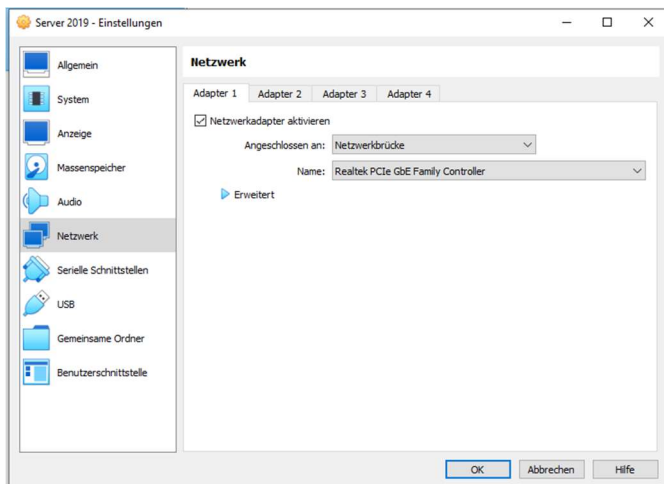 Server 2019 - Einstellungen
Allgemein
System
Anzeige
Massenspeicher
Audio
Netzwerk
Serielle Schnittstellen
USB
Gemeinsame Ordner
Benutzerschnittstelle
Netzwerk
Adapter 1 Adapter 2 Adapter 3 Adapter 4
Netzwerkadapter aktivieren
Angeschlossen an: Netzwerkbrücke
Name: Realtek PCIe GbE Family Controller
Erweitert
OK Abbrechen Hilfe